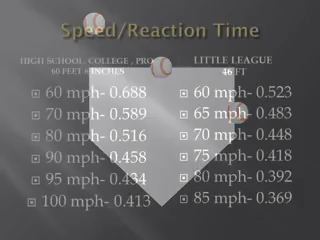 Speed/Reaction Time
HIGH SCHOOL, COLLEGE , PRO
60 FEET 6 INCHES
60 mph- 0.688
70 mph- 0.589
80 mph- 0.516
90 mph- 0.458
95 mph- 0.434
100 mph- 0.413
LITTLE LEAGUE
46 FT
60 mph- 0.523
65 mph- 0.483
70 mph- 0.448
75 mph- 0.418
80 mph- 0.392
85 mph- 0.369